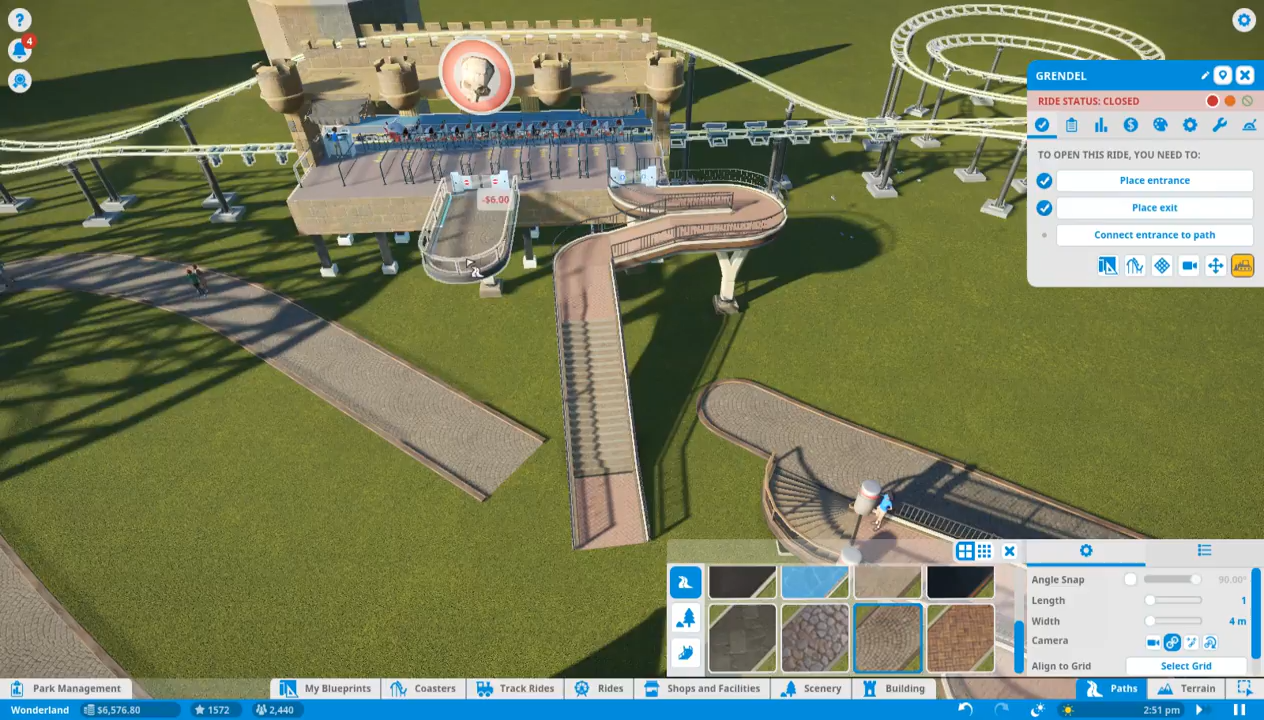 ?
4
GRENDEL
RIDE STATUS: CLOSED
TO OPEN THIS RIDE, YOU NEED TO:
Place entrance
Place exit
Connect entrance to path
-$6.00
Angle Snap 90.00°
Length 1
Width 4 m
Camera
Align to Grid Select Grid
Park Management My Blueprints Coasters Track Rides Rides Shops and Facilities Scenery Building Paths Terrain
Wonderland $6,576.80 1572 2,440 2:51 pm